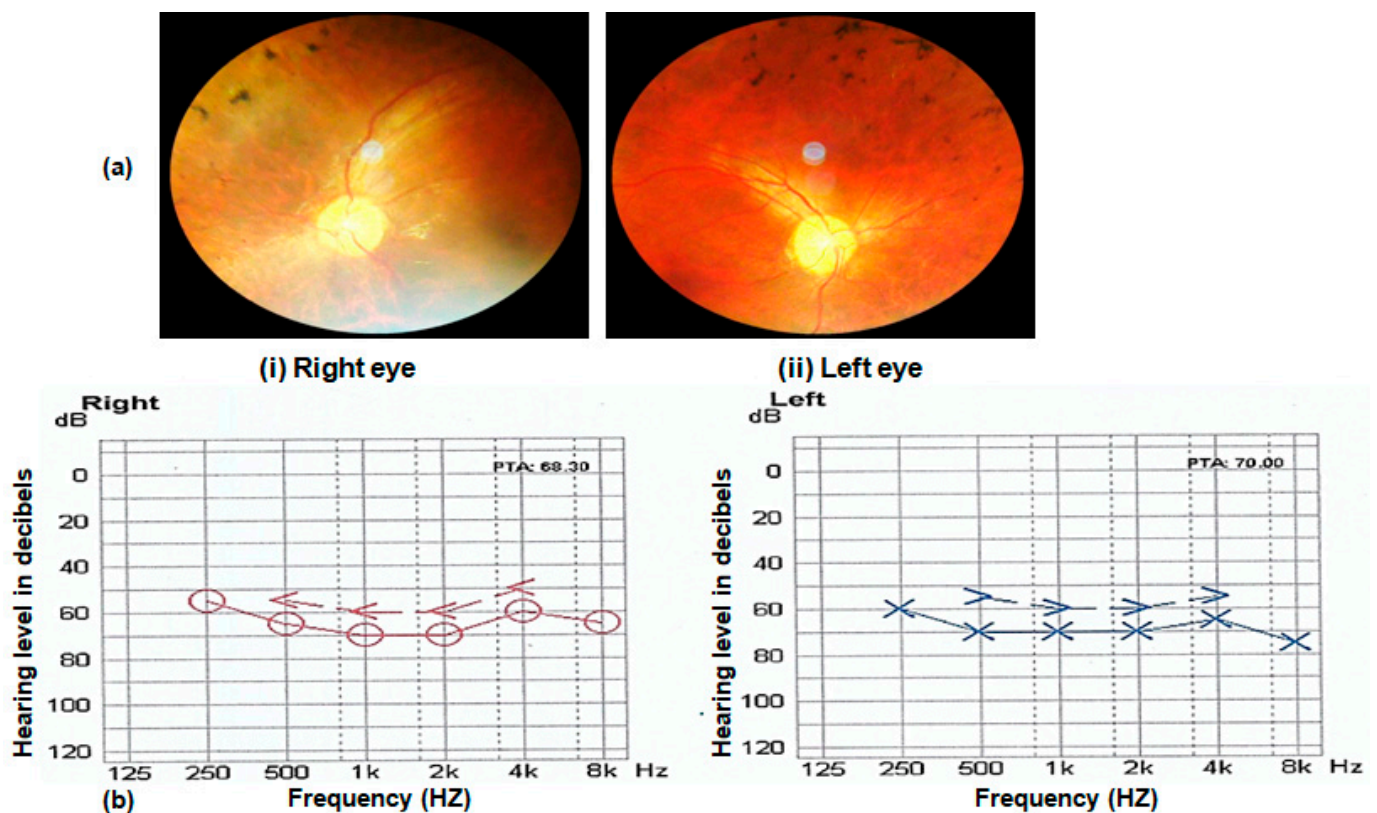 (a)
(i) Right eye
(ii) Left eye
Right
dB
Hearing level in decibels
PTA: 68.30
0
20
40
60
80
100
120
125 250 500 1k 2k 4k 8k Hz
Frequency (HZ)
Left
dB
Hearing level in decibels
PTA: 70.00
0
20
40
60
80
100
120
125 250 500 1k 2k 4k 8k Hz
Frequency (HZ)
(b)